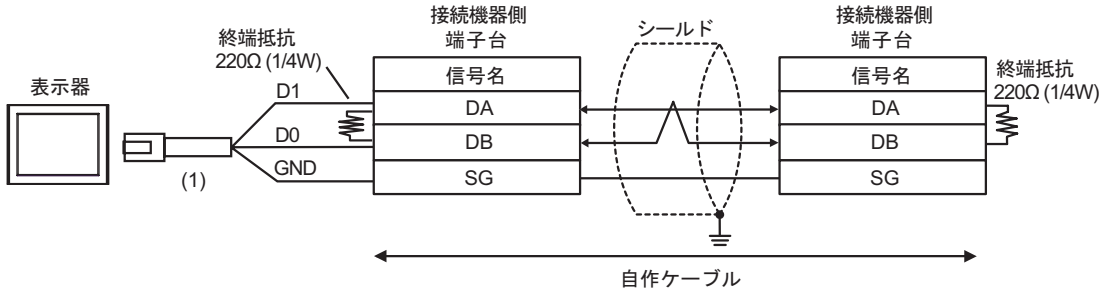 表示器
(1)
D1
D0
GND
終端抵抗
220Ω (1/4W)
接続機器側
端子台
信号名
DA
DB
SG
シールド
接続機器側
端子台
信号名
DA
DB
SG
終端抵抗
220Ω (1/4W)
自作ケーブル